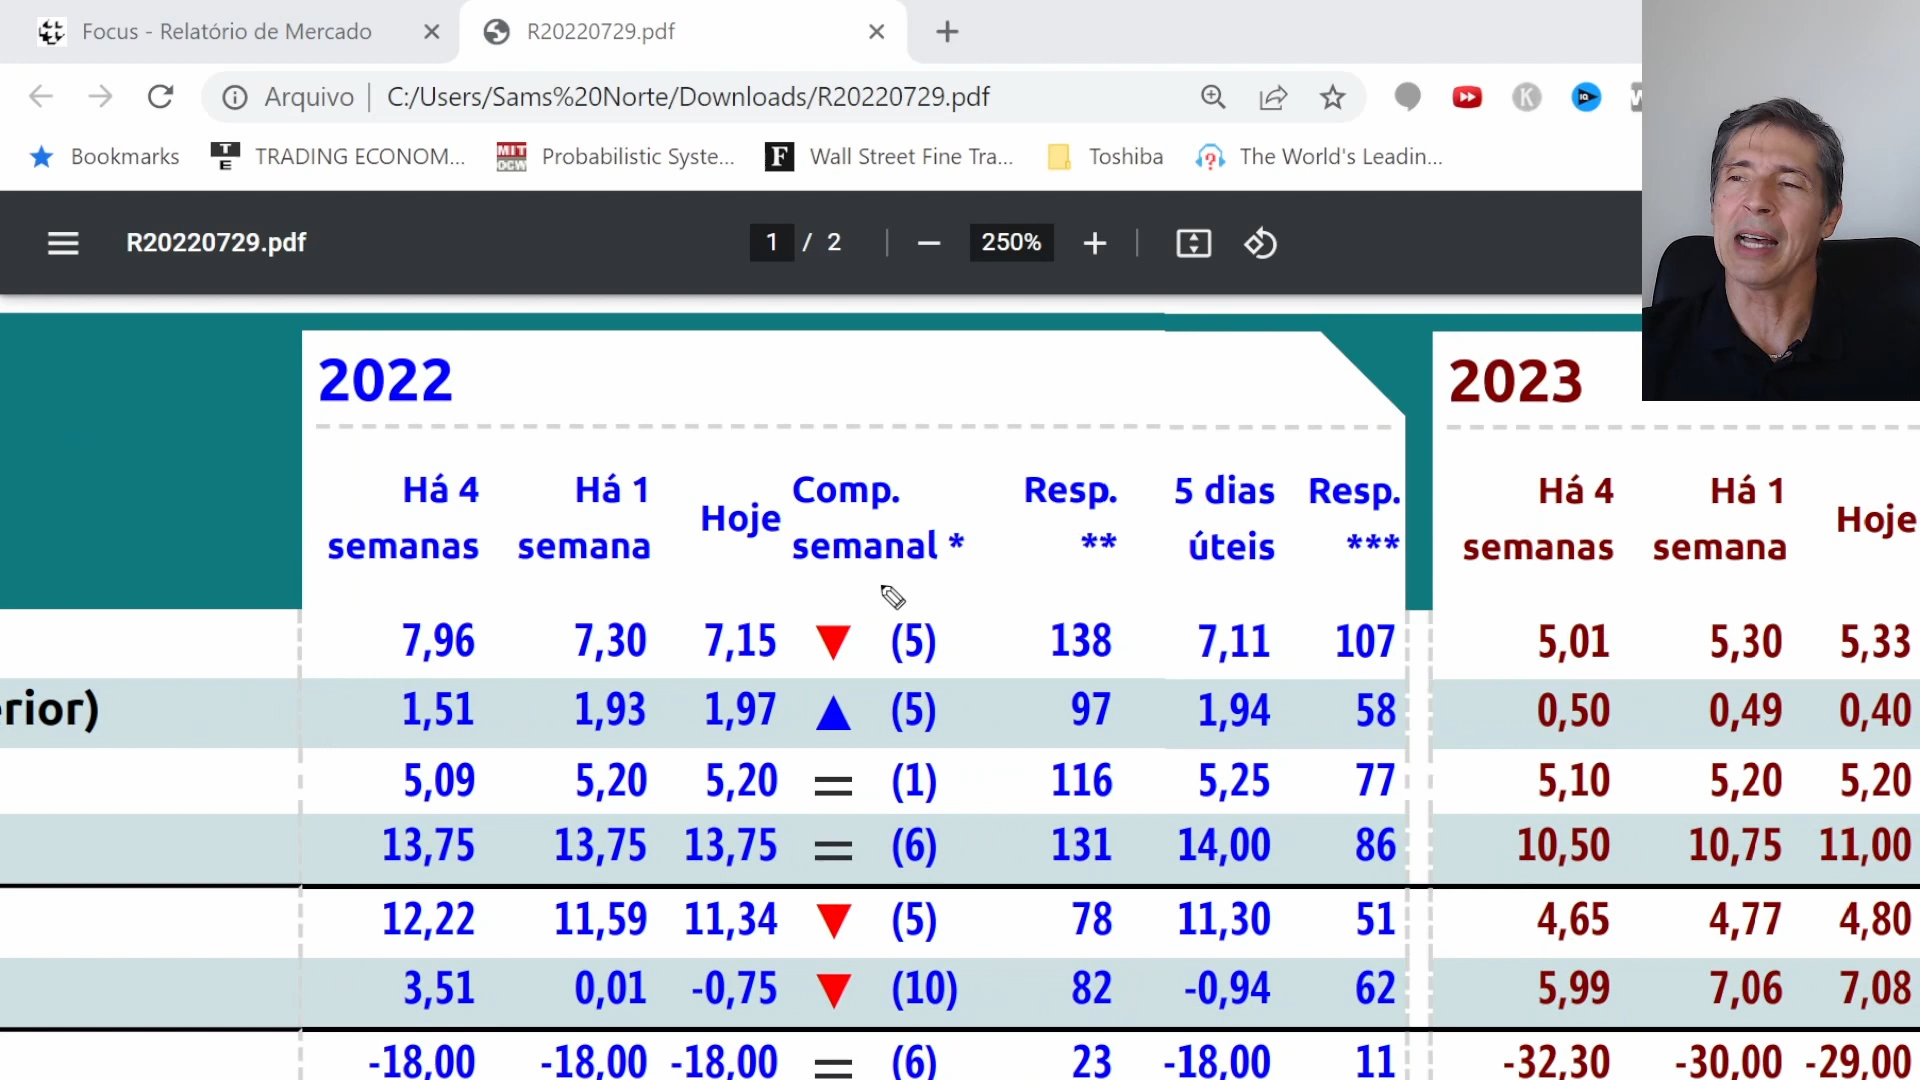 Focus - Relatório de Mercado
R20220729.pdf
Arquivo | C:/Users/Sams%20Norte/Downloads/R20220729.pdf
K
IQ
Bookmarks
T E
TRADING ECONOM...
MIT OCW
Probabilistic Syste...
F
Wall Street Fine Tra...
Toshiba
The World's Leadin...
R20220729.pdf
1 / 2
250%
2022 2023
Há 4 semanas Há 1 semana Hoje Comp. semanal * Resp. ** 5 dias úteis Resp. *** Há 4 semanas Há 1 semana Hoje
7,96 7,30 7,15 ▼ (5) 138 7,11 107 5,01 5,30 5,33
erior) 1,51 1,93 1,97 ▲ (5) 97 1,94 58 0,50 0,49 0,40
5,09 5,20 5,20 = (1) 116 5,25 77 5,10 5,20 5,20
13,75 13,75 13,75 = (6) 131 14,00 86 10,50 10,75 11,00
12,22 11,59 11,34 ▼ (5) 78 11,30 51 4,65 4,77 4,80
3,51 0,01 -0,75 ▼ (10) 82 -0,94 62 5,99 7,06 7,08
-18,00 -18,00 -18,00 = (6) 23 -18,00 11 -32,30 -30,00 -29,00